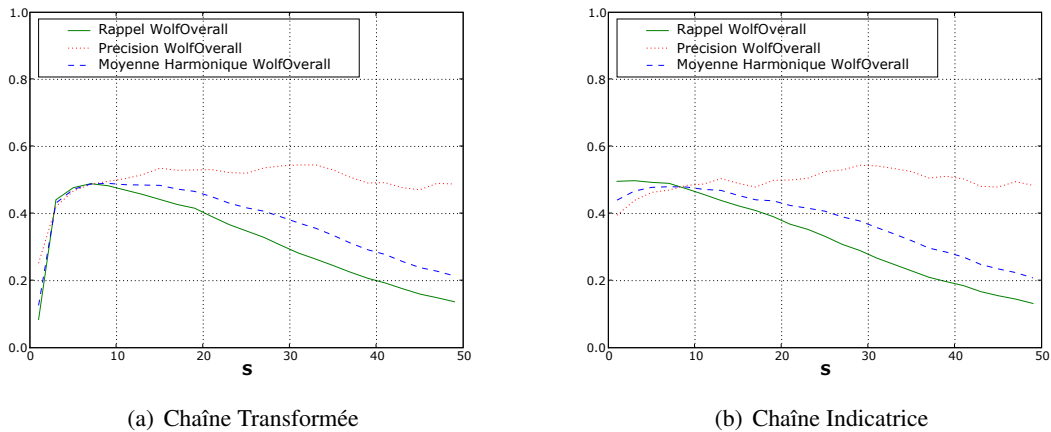 1.0
0.8
0.6
0.4
0.2
0.0
Rappel WolfOverall
Precision WolfOverall
Moyenne Harmonique WolfOverall
0 10 20 30 40 50
S
(a) Chaîne Transformée
1.0
0.8
0.6
0.4
0.2
0.0
Rappel WolfOverall
Precision WolfOverall
Moyenne Harmonique WolfOverall
0 10 20 30 40 50
S
(b) Chaîne Indicatrice